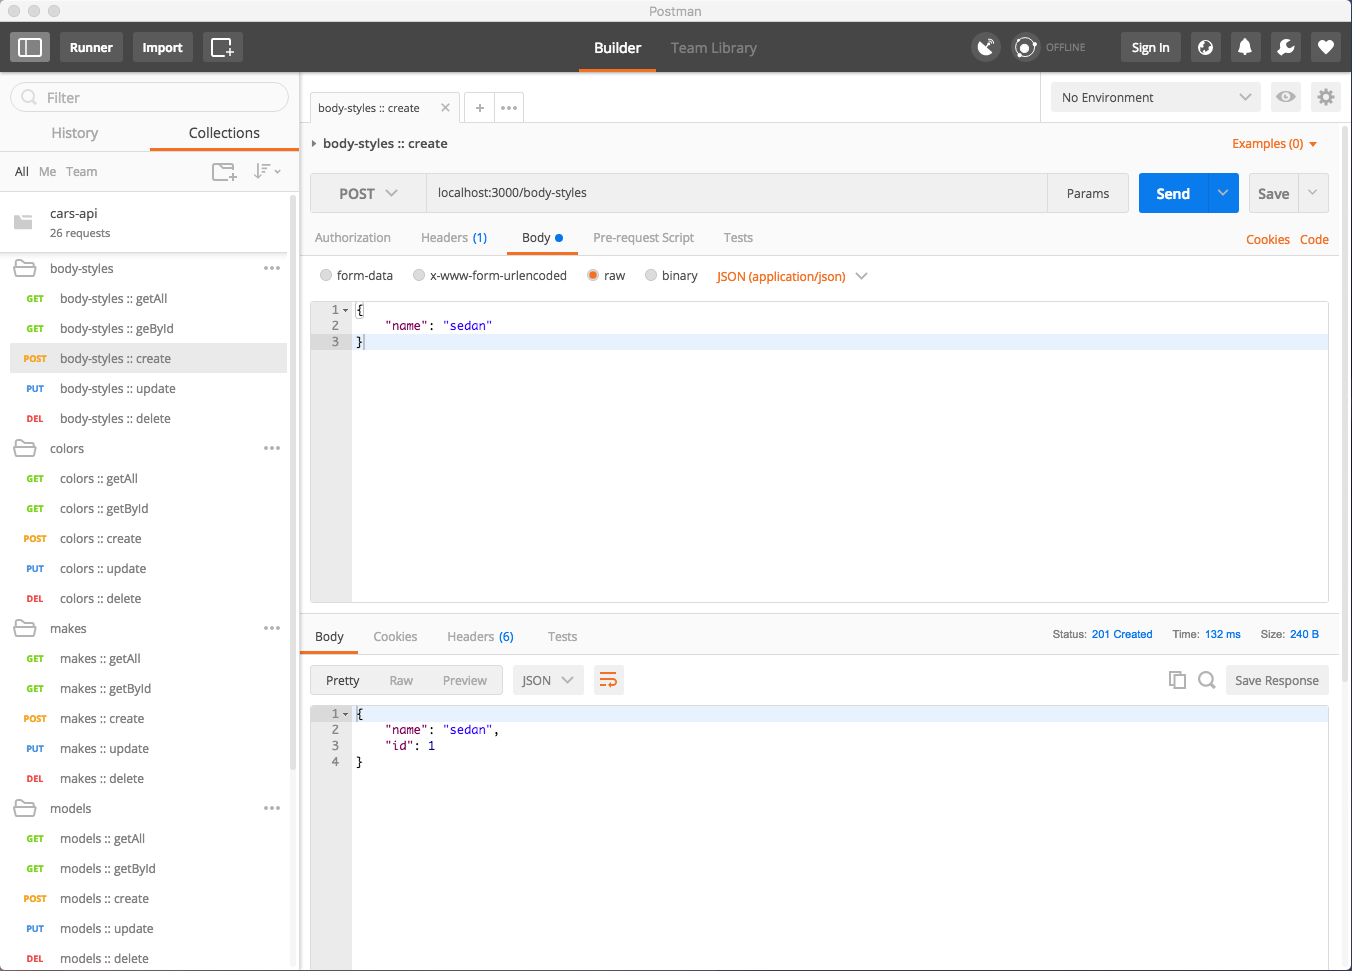 Postman
Runner Import Builder Team Library OFFLINE Sign In
Filter
History Collections
All Me Team
cars-api
26 requests
body-styles
GET body-styles :: getAll
GET body-styles :: geById
POST body-styles :: create
PUT body-styles :: update
DEL body-styles :: delete
colors
GET colors :: getAll
GET colors :: getById
POST colors :: create
PUT colors :: update
DEL colors :: delete
makes
GET makes :: getAll
GET makes :: getById
POST makes :: create
PUT makes :: update
DEL makes :: delete
models
GET models :: getAll
GET models :: getById
POST models :: create
PUT models :: update
DEL models :: delete
body-styles :: create
No Environment
body-styles :: create Examples (0)
POST localhost:3000/body-styles Params Send Save
Authorization Headers (1) Body Pre-request Script Tests Cookies Code
form-data x-www-form-urlencoded raw binary JSON (application/json)
1 {
2 "name": "sedan"
3 }
Body Cookies Headers (6) Tests Status: 201 Created Time: 132 ms Size: 240 B
Pretty Raw Preview JSON Save Response
1 {
2 "name": "sedan",
3 "id": 1
4 }